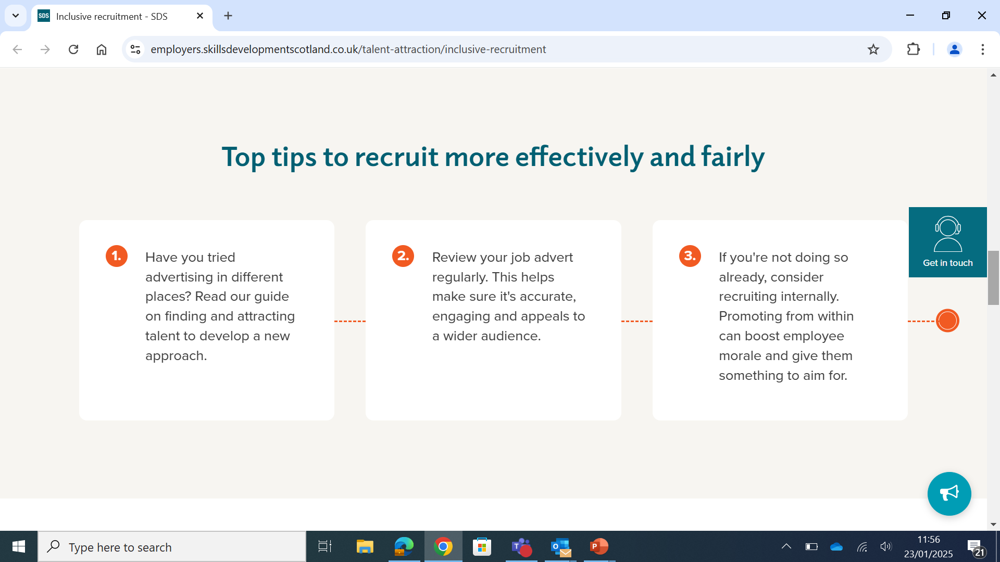 SDS Inclusive recruitment - SDS
employers.skillsdevelopmentscotland.co.uk/talent-attraction/inclusive-recruitment
Top tips to recruit more effectively and fairly
1. Have you tried
advertising in different
places? Read our guide
on finding and attracting
talent to develop a new
approach.
2. Review your job advert
regularly. This helps
make sure it's accurate,
engaging and appeals to
a wider audience.
3. If you're not doing so
already, consider
recruiting internally.
Promoting from within
can boost employee
morale and give them
something to aim for.
Get in touch
Type here to search
T
O
P
11:56
23/01/2025
21